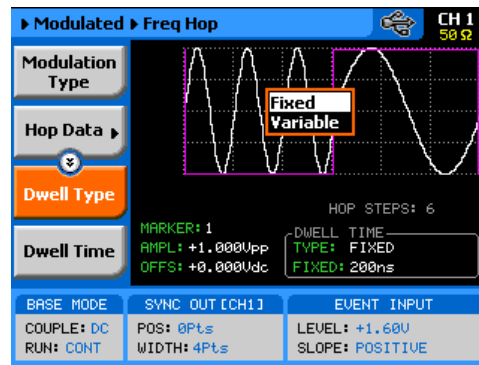 ▸ Modulated ▸ Freq Hop
CH 1
50 Ω
Modulation
Type
Hop Data ▸
Dwell Type
Dwell Time
Fixed
Variable
HOP STEPS: 6
MARKER: 1
AMPL: +1.000Vpp
OFFS: +0.000Vdc
DWELL TIME
TYPE: FIXED
FIXED: 200ns
BASE MODE
COUPLE: DC
RUN: CONT
SYNC OUT [CH1]
POS: 0Pts
WIDTH: 4Pts
EVENT INPUT
LEVEL: +1.60V
SLOPE: POSITIVE